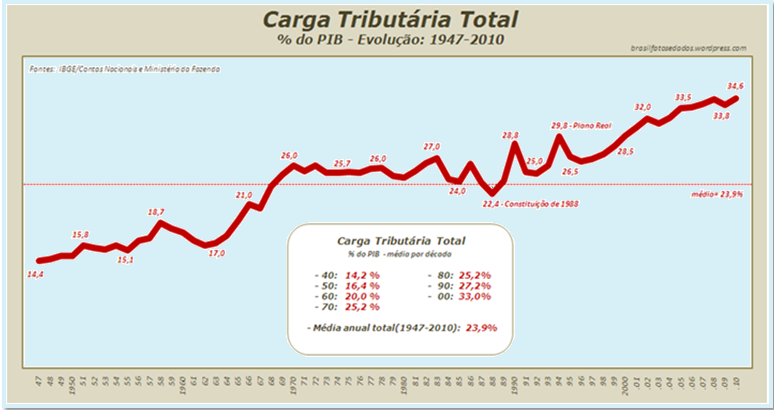 Carga Tributária Total
% do PIB - Evolução: 1947-2010
brasilfatosedados.wordpress.com
Fontes: IBGE/Contas Nacionais e Ministério da Fazenda
34,6
33,5
33,8
32,0
29,8 - Plano Real
28,8
28,5
27,0
26,0
25,7
26,0
25,0
26,5
24,0
21,0
22,4 - Constituição de 1988
média= 23,9%
18,7
15,8
17,0
15,1
14,4
Carga Tributária Total
% do PIB - média por década
- 40: 14,2 % - 80: 25,2%
- 50: 16,4 % - 90: 27,2%
- 60: 20,0 % - 00: 33,0%
- 70: 25,2 %
- Média anual total(1947-2010): 23,9%
47 48 49 1950 51 52 53 54 55 56 57 58 59 1960 61 62 63 64 65 66 67 68 69 1970 71 72 73 74 75 76 77 78 79 1980 81 82 83 84 85 86 87 88 89 1990 91 92 93 94 95 96 97 98 99 2000 .01 .02 .03 .04 .05 .06 .07 .08 .09 .10